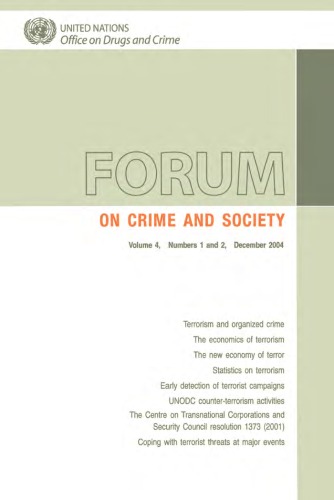 UNITED NATIONS
Office on Drugs and Crime
FORUM
ON CRIME AND SOCIETY
Volume 4, Numbers 1 and 2, December 2004
Terrorism and organized crime
The economics of terrorism
The new economy of terror
Statistics on terrorism
Early detection of terrorist campaigns
UNODC counter-terrorism activities
The Centre on Transnational Corporations and
Security Council resolution 1373 (2001)
Coping with terrorist threats at major events